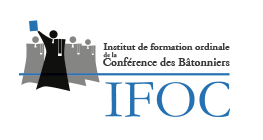 Institut de formation ordinale
de la
Conférence des Bâtonniers
IFOC